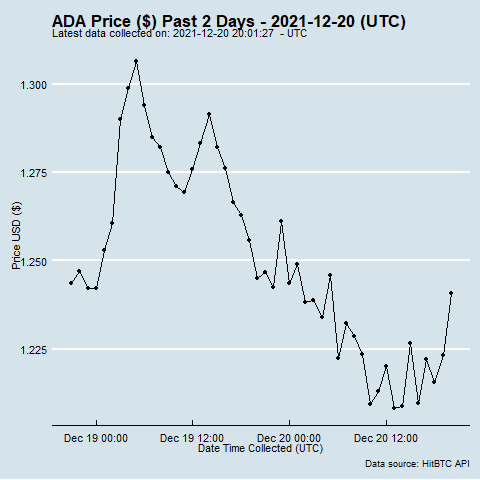 ADA Price ($) Past 2 Days - 2021-12-20 (UTC)
Latest data collected on: 2021-12-20 20:01:27 - UTC
Price USD ($)
1.300
1.275
1.250
1.225
Dec 19 00:00 Dec 19 12:00 Dec 20 00:00 Dec 20 12:00
Date Time Collected (UTC)
Data source: HitBTC API